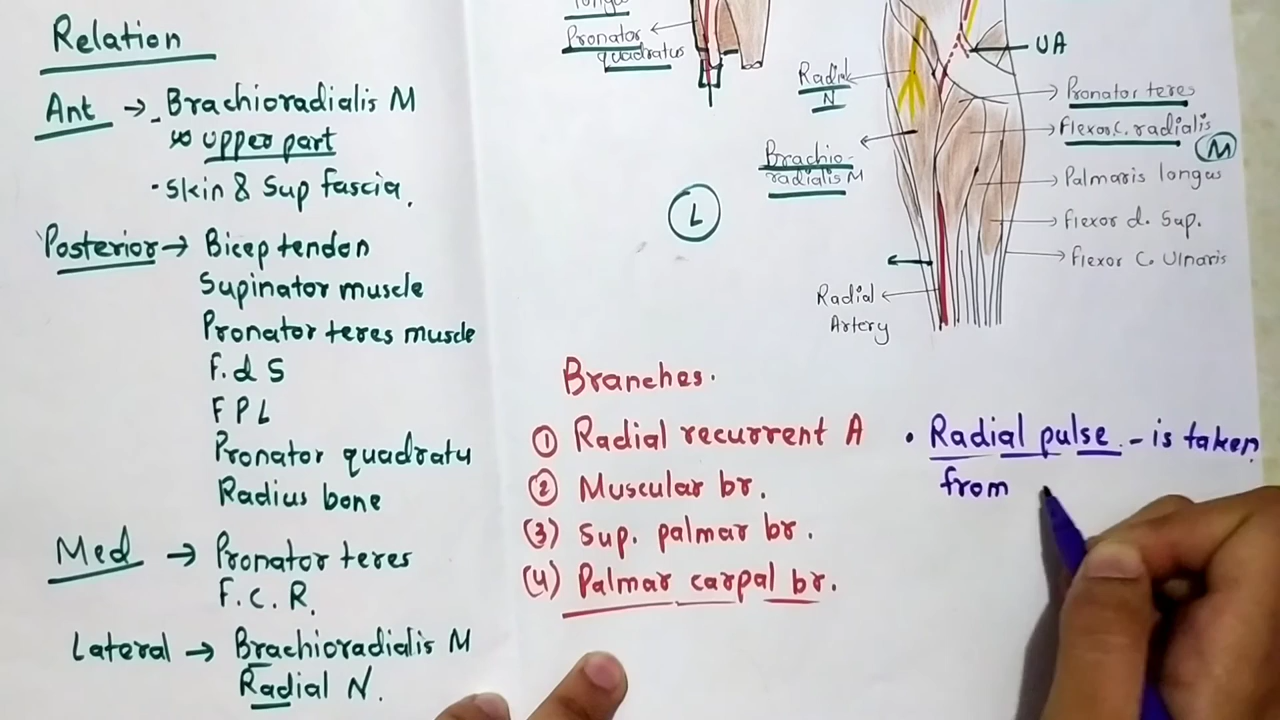 Relation
Ant → Brachioradialis M
upper part
· Skin & Sup fascia.
Posterior → Bicep tendon
Supinator muscle
Pronator teres muscle
F. d S
F P L
Pronator quadratu
Radius bone
Med → Pronator teres
F. C. R.
Lateral → Brachioradialis M
Radial N.
longus
Pronator
quadratus
Radial
N
Brachio-
radialis M
L
Radial
Artery
UA
Pronator teres
Flexor C. radialis
M
Palmaris longus
Flexor d. Sup.
Flexor C. Ulnaris
Branches.
① Radial recurrent A
② Muscular br.
(3) Sup. palmar br.
(4) Palmar carpal br.
• Radial pulse - is taken
from